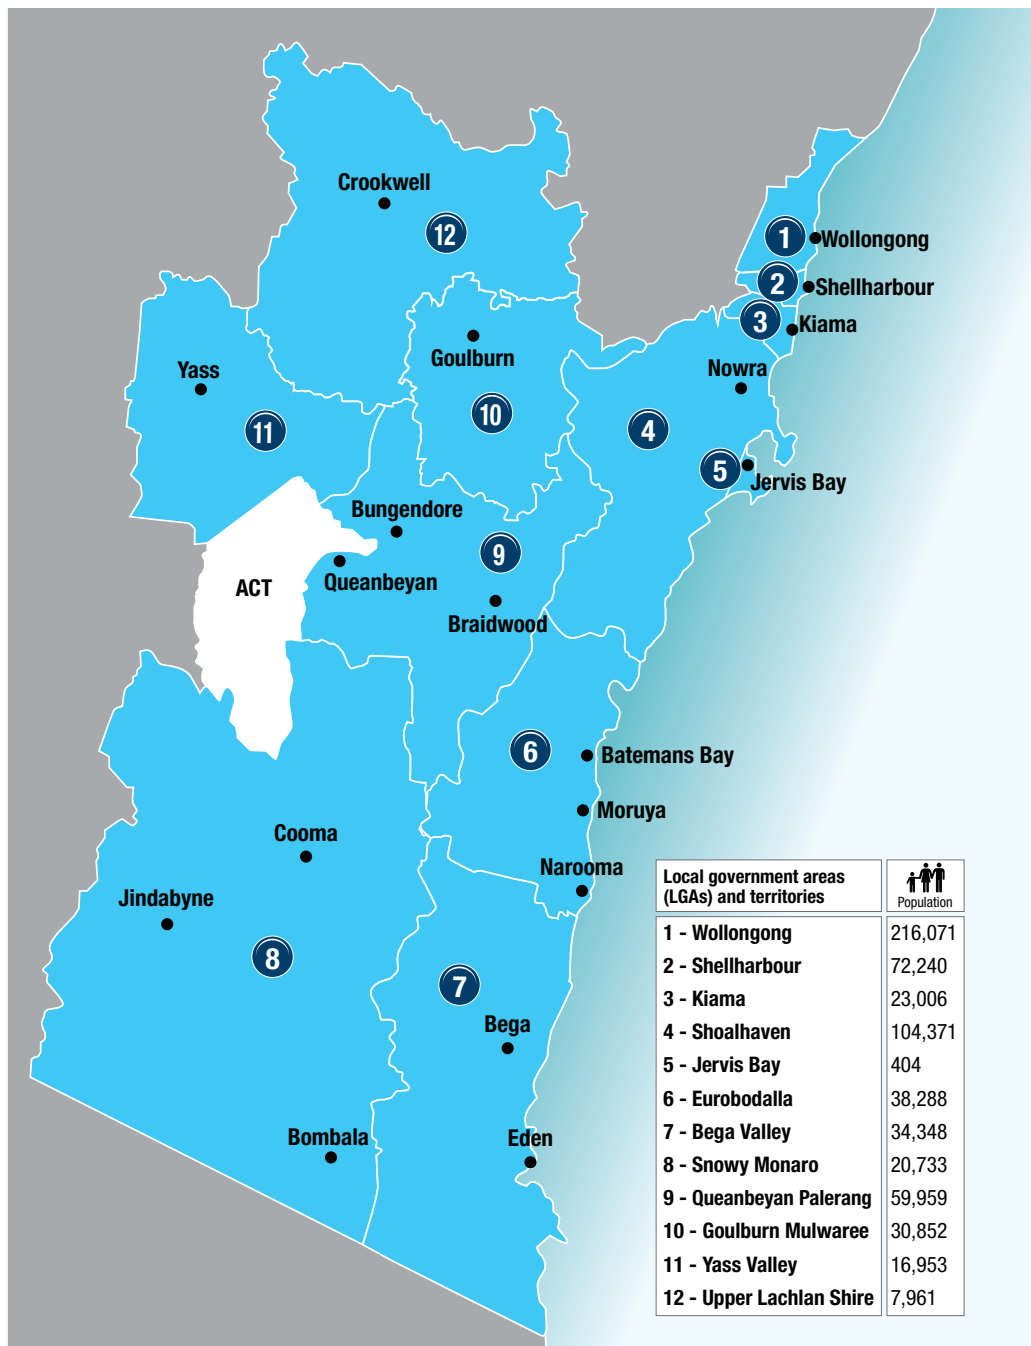 Crookwell
12
1
Wollongong
2
Shellharbour
3
Kiama
Goulburn
Yass
Nowra
10
11
4
5
Jervis Bay
Bungendore
9
Queanbeyan
ACT
Braidwood
6
Batemans Bay
Moruya
Cooma
Narooma
Jindabyne
8
7
Bega
Bombala
Eden
Local government areas
(LGAs) and territories
Population
1 - Wollongong 216,071
2 - Shellharbour 72,240
3 - Kiama 23,006
4 - Shoalhaven 104,371
5 - Jervis Bay 404
6 - Eurobodalla 38,288
7 - Bega Valley 34,348
8 - Snowy Monaro 20,733
9 - Queanbeyan Palerang 59,959
10 - Goulburn Mulwaree 30,852
11 - Yass Valley 16,953
12 - Upper Lachlan Shire 7,961